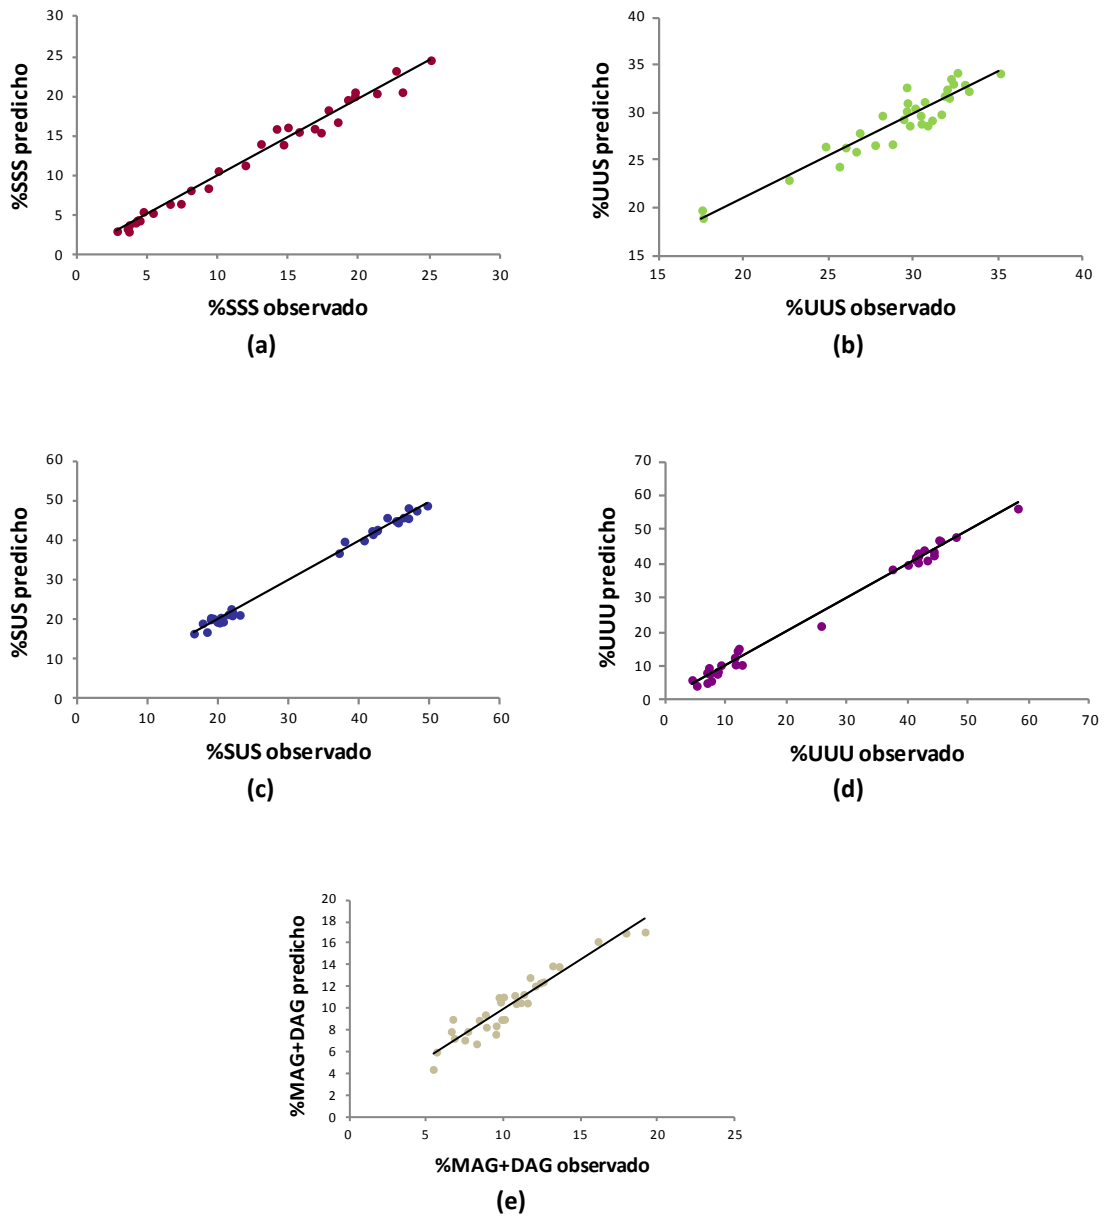 30
25
20
15
10
5
0
0 5 10 15 20 25 30
%SSS predicho
%SSS observado
(a)
40
35
30
25
20
15
15 20 25 30 35 40
%UUS predicho
%UUS observado
(b)
60
50
40
30
20
10
0
0 10 20 30 40 50 60
%SUS predicho
%SUS observado
(c)
70
60
50
40
30
20
10
0
0 10 20 30 40 50 60 70
%UUU predicho
%UUU observado
(d)
20
18
16
14
12
10
8
6
4
2
0
0 5 10 15 20 25
%MAG+DAG predicho
%MAG+DAG observado
(e)